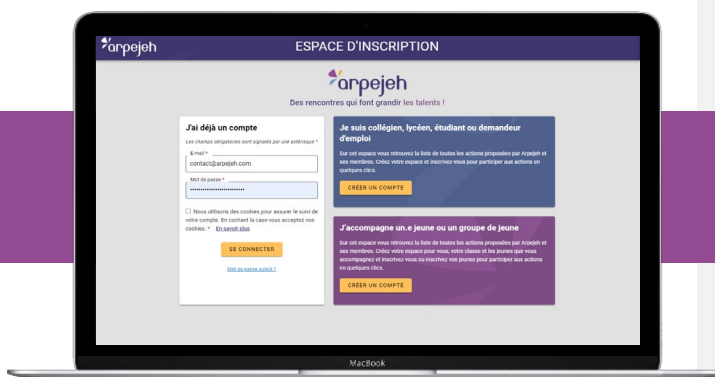 arpejeh
ESPACE D'INSCRIPTION
arpejeh
Des rencontres qui font grandir les talents !
J'ai déjà un compte
Les champs obligatoires sont signalés par une astérisque *
E-mail *
contact@arpejeh.com
Mot de passe *
Nous utilisons des cookies pour assurer le suivi de
votre compte. En cochant la case vous acceptez nos
cookies. * En savoir plus
SE CONNECTER
Mot de passe oublié ?
Je suis collégien, lycéen, étudiant ou demandeur
d'emploi
Sur cet espace vous retrouvez la liste de toutes les actions proposées par Arpejeh et
ses membres. Créez votre espace et inscrivez vous pour participer aux actions en
quelques clics.
CRÉER UN COMPTE
J'accompagne un.e jeune ou un groupe de jeune
Sur cet espace vous retrouvez la liste de toutes les actions proposées par Arpejeh et
ses membres. Créez votre espace pour vous, votre classe et les jeunes que vous
accompagnez et inscrivez-vous ou inscrivez vos jeunes pour participer aux actions
en quelques clics.
CRÉER UN COMPTE
MacBook